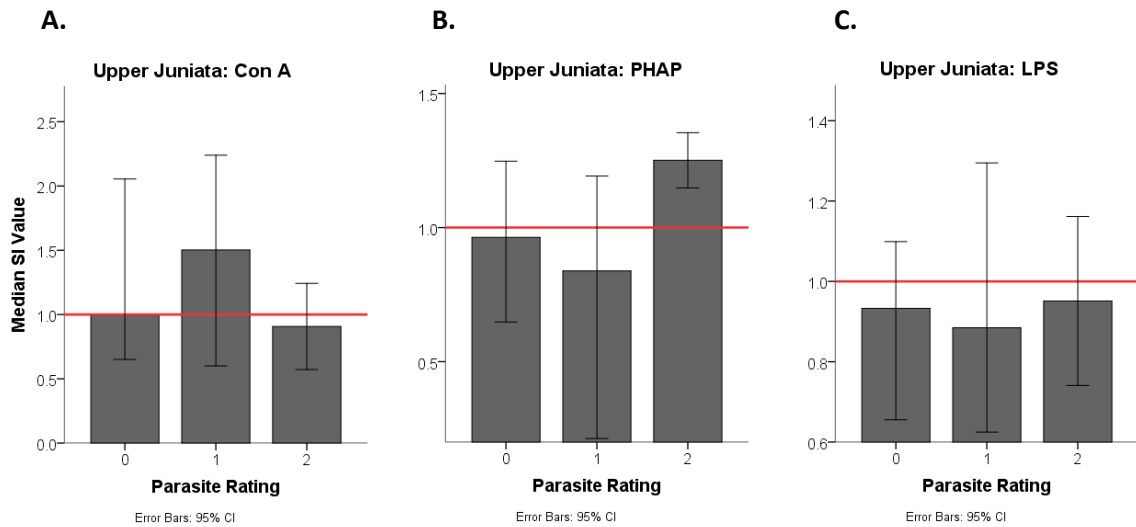 A.
Upper Juniata: Con A
Median SI Value
2.5
2.0
1.5
1.0
0.5
0.0
0
1
2
Parasite Rating
Error Bars: 95% CI
B.
Upper Juniata: PHAP
1.5
1.0
0.5
0
1
2
Parasite Rating
Error Bars: 95% CI
C.
Upper Juniata: LPS
1.4
1.2
1.0
0.8
0.6
0
1
2
Parasite Rating
Error Bars: 95% CI